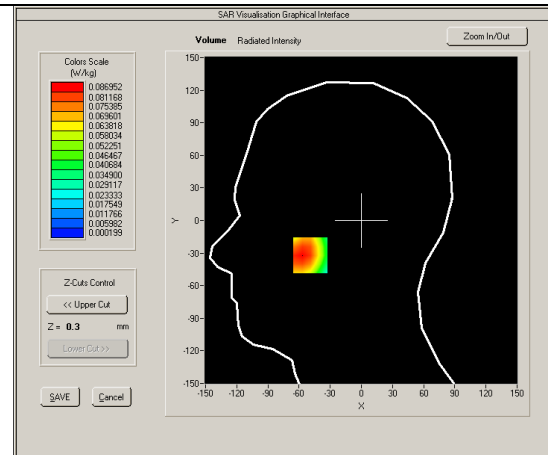 SAR Visualisation Graphical Interface
Volume Radiated Intensity
Zoom In/Out
Colors Scale
(W/kg)
0.086952
0.081168
0.075385
0.069601
0.063818
0.058034
0.052251
0.046467
0.040684
0.034900
0.029117
0.023333
0.017549
0.011766
0.005982
0.000199
Z-Cuts Control
<< Upper Cut
Z = 0.3 mm
Lower Cut >>
SAVE Cancel
150
120
90
60
30
Y 0
-30
-60
-90
-120
-150
-150 -120 -90 -60 -30 0 30 60 90 120 150
X